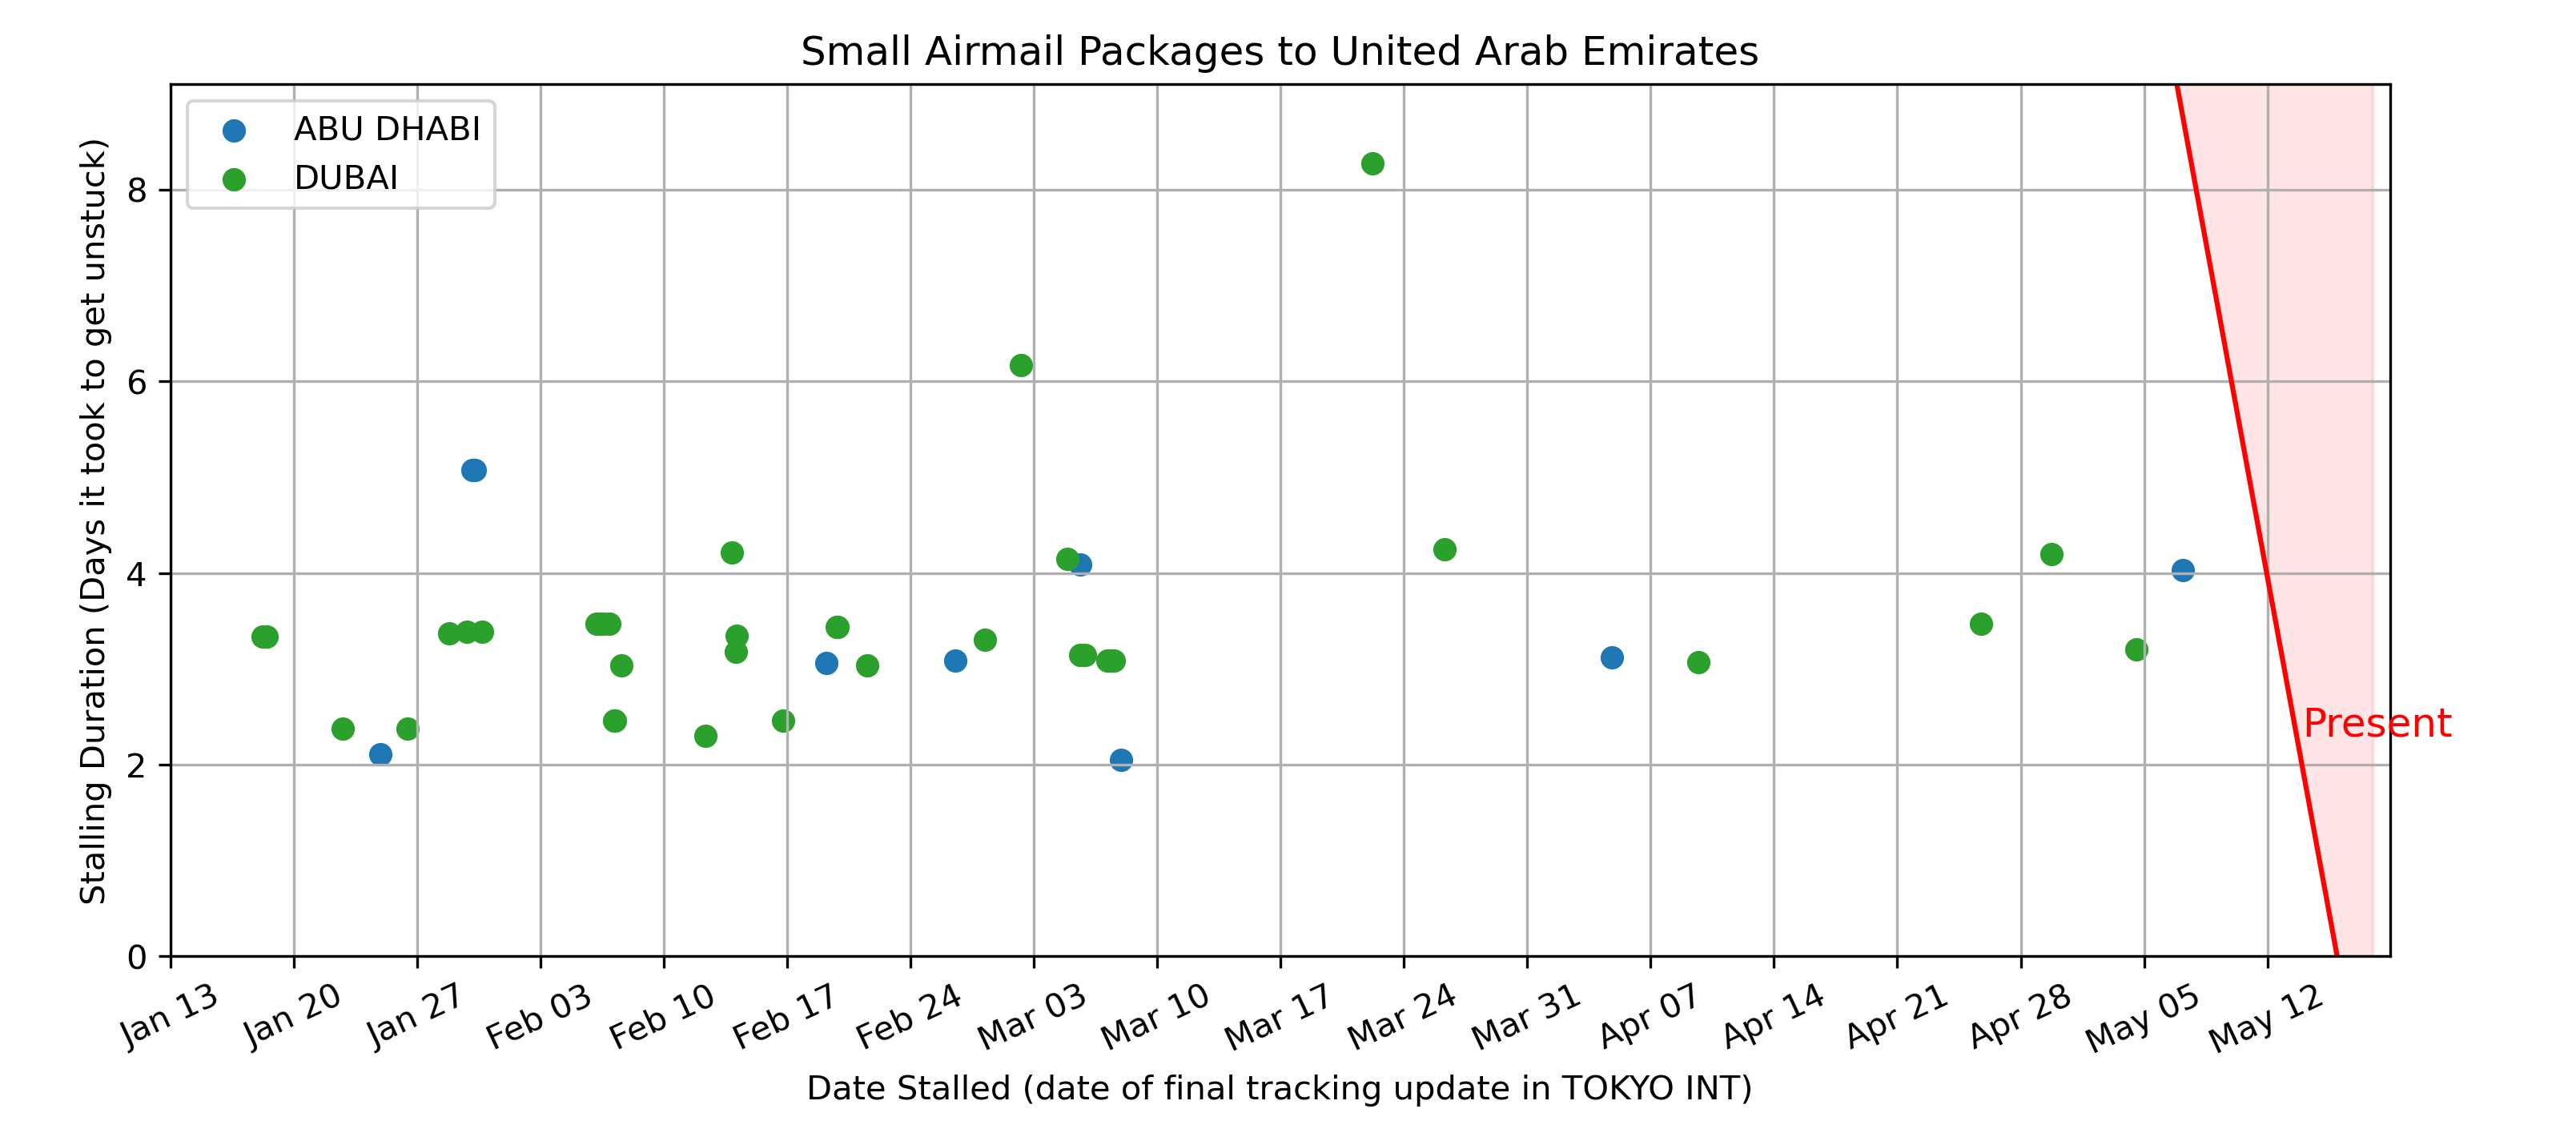 Small Airmail Packages to United Arab Emirates
ABU DHABI
DUBAI
Stalling Duration (Days it took to get unstuck)
8
6
4
2
0
Present
Jan 13
Jan 20
Jan 27
Feb 03
Feb 10
Feb 17
Feb 24
Mar 03
Mar 10
Mar 17
Mar 24
Mar 31
Apr 07
Apr 14
Apr 21
Apr 28
May 05
May 12
Date Stalled (date of final tracking update in TOKYO INT)